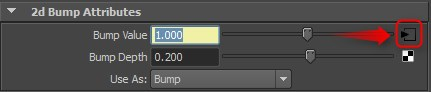 2d Bump Attributes
Bump Value 1.000
Bump Depth 0.200
Use As: Bump